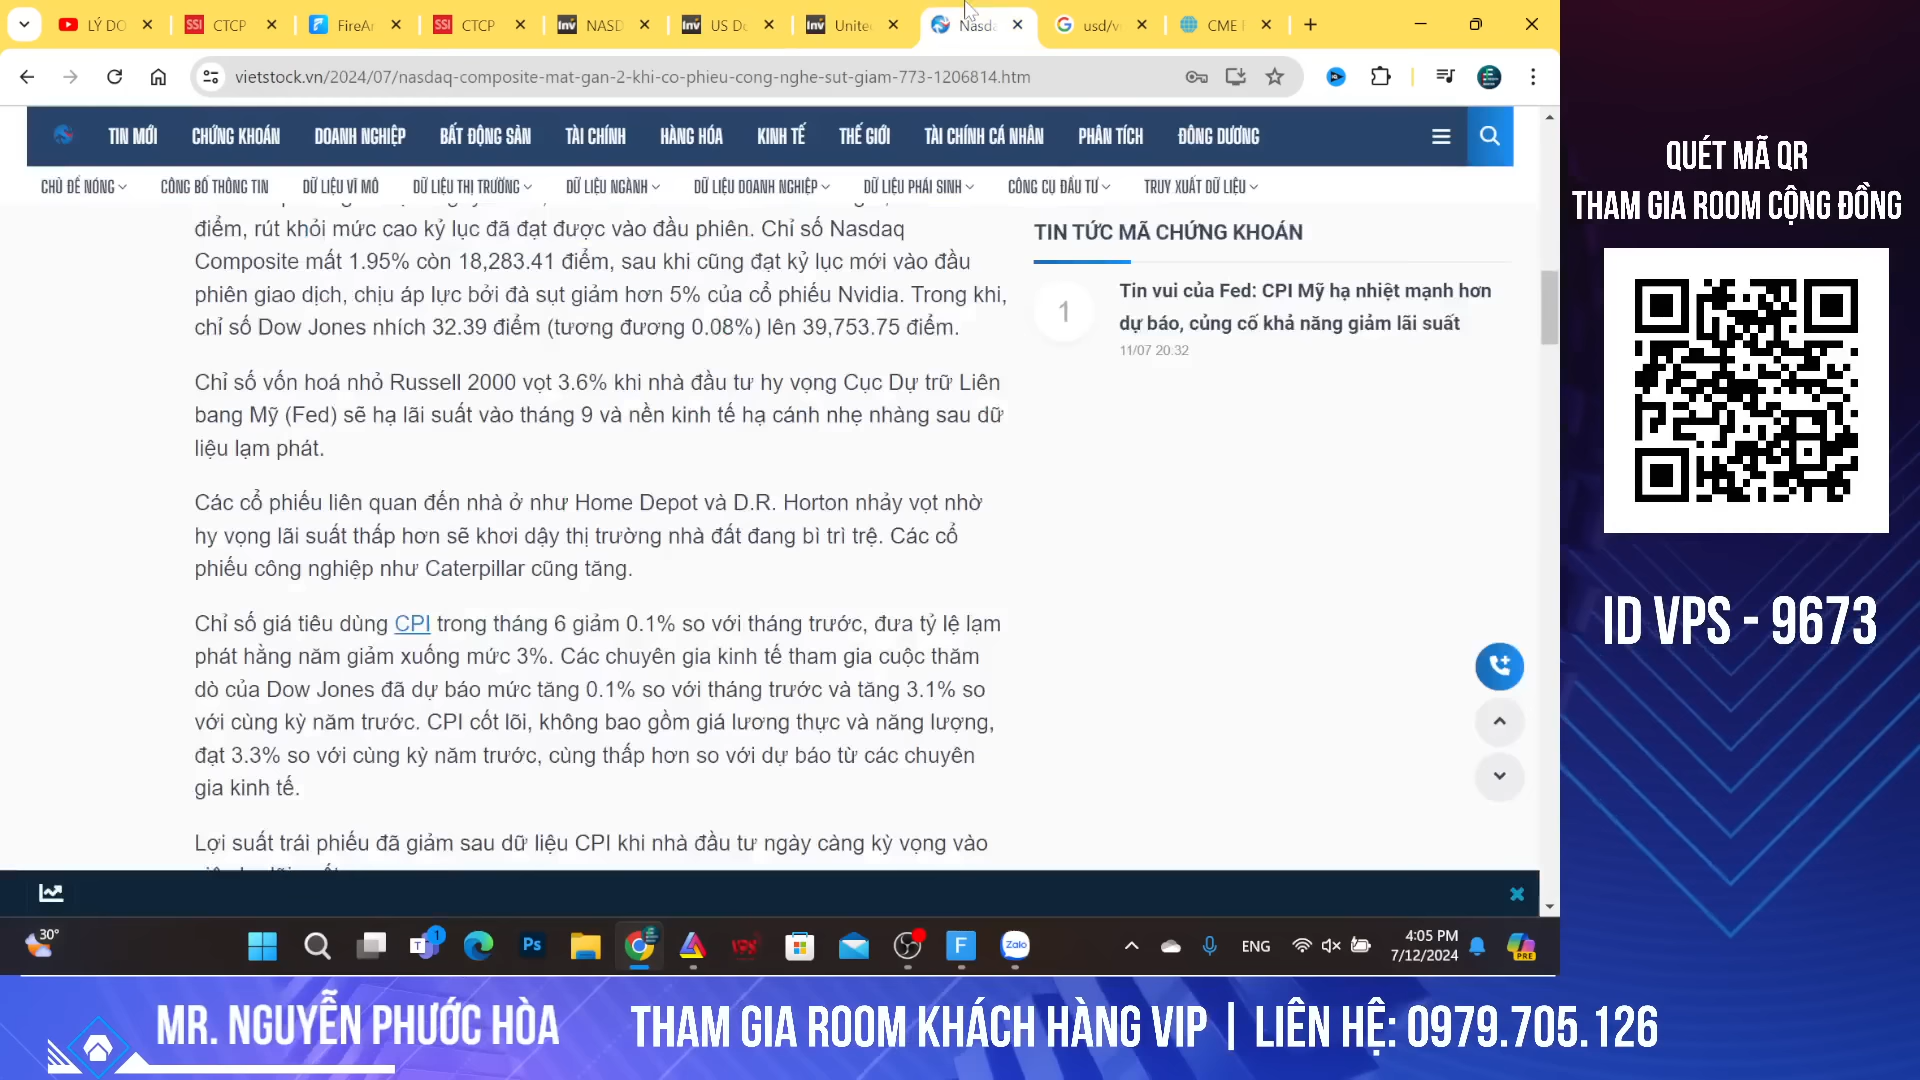 LÝ DO
CTCP
FireAr
CTCP
NASD
US Do
United
Nasda
usd/v
CME
vietstock.vn/2024/07/nasdaq-composite-mat-gan-2-khi-co-phieu-cong-nghe-sut-giam-773-1206814.htm
TIN MỚI CHỨNG KHOÁN DOANH NGHIỆP BẤT ĐỘNG SẢN TÀI CHÍNH HÀNG HÓA KINH TẾ THẾ GIỚI TÀI CHÍNH CÁ NHÂN PHÂN TÍCH ĐÔNG DƯƠNG
CHỦ ĐỀ NÓNG CÔNG BỐ THÔNG TIN DỮ LIỆU VĨ MÔ DỮ LIỆU THỊ TRƯỜNG DỮ LIỆU NGÀNH DỮ LIỆU DOANH NGHIỆP DỮ LIỆU PHÁI SINH CÔNG CỤ ĐẦU TƯ TRUY XUẤT DỮ LIỆU
điểm, rút khỏi mức cao kỷ lục đã đạt được vào đầu phiên. Chỉ số Nasdaq
Composite mất 1.95% còn 18,283.41 điểm, sau khi cũng đạt kỷ lục mới vào đầu
phiên giao dịch, chịu áp lực bởi đà sụt giảm hơn 5% của cổ phiếu Nvidia. Trong khi,
chỉ số Dow Jones nhích 32.39 điểm (tương đương 0.08%) lên 39,753.75 điểm.
Chỉ số vốn hoá nhỏ Russell 2000 vọt 3.6% khi nhà đầu tư hy vọng Cục Dự trữ Liên
bang Mỹ (Fed) sẽ hạ lãi suất vào tháng 9 và nền kinh tế hạ cánh nhẹ nhàng sau dữ
liệu lạm phát.
Các cổ phiếu liên quan đến nhà ở như Home Depot và D.R. Horton nhảy vọt nhờ
hy vọng lãi suất thấp hơn sẽ khơi dậy thị trường nhà đất đang bì trì trệ. Các cổ
phiếu công nghiệp như Caterpillar cũng tăng.
Chỉ số giá tiêu dùng CPI trong tháng 6 giảm 0.1% so với tháng trước, đưa tỷ lệ lạm
phát hằng năm giảm xuống mức 3%. Các chuyên gia kinh tế tham gia cuộc thăm
dò của Dow Jones đã dự báo mức tăng 0.1% so với tháng trước và tăng 3.1% so
với cùng kỳ năm trước. CPI cốt lõi, không bao gồm giá lương thực và năng lượng,
đạt 3.3% so với cùng kỳ năm trước, cùng thấp hơn so với dự báo từ các chuyên
gia kinh tế.
Lợi suất trái phiếu đã giảm sau dữ liệu CPI khi nhà đầu tư ngày càng kỳ vọng vào
TIN TỨC MÃ CHỨNG KHOÁN
1
Tin vui của Fed: CPI Mỹ hạ nhiệt mạnh hơn
dự báo, củng cố khả năng giảm lãi suất
11/07 20:32
30°
ENG
4:05 PM
7/12/2024
QUÉT MÃ QR
THAM GIA ROOM CỘNG ĐỒNG
ID VPS - 9673
MR. NGUYỄN PHƯỚC HÒA
THAM GIA ROOM KHÁCH HÀNG VIP | LIÊN HỆ: 0979.705.126